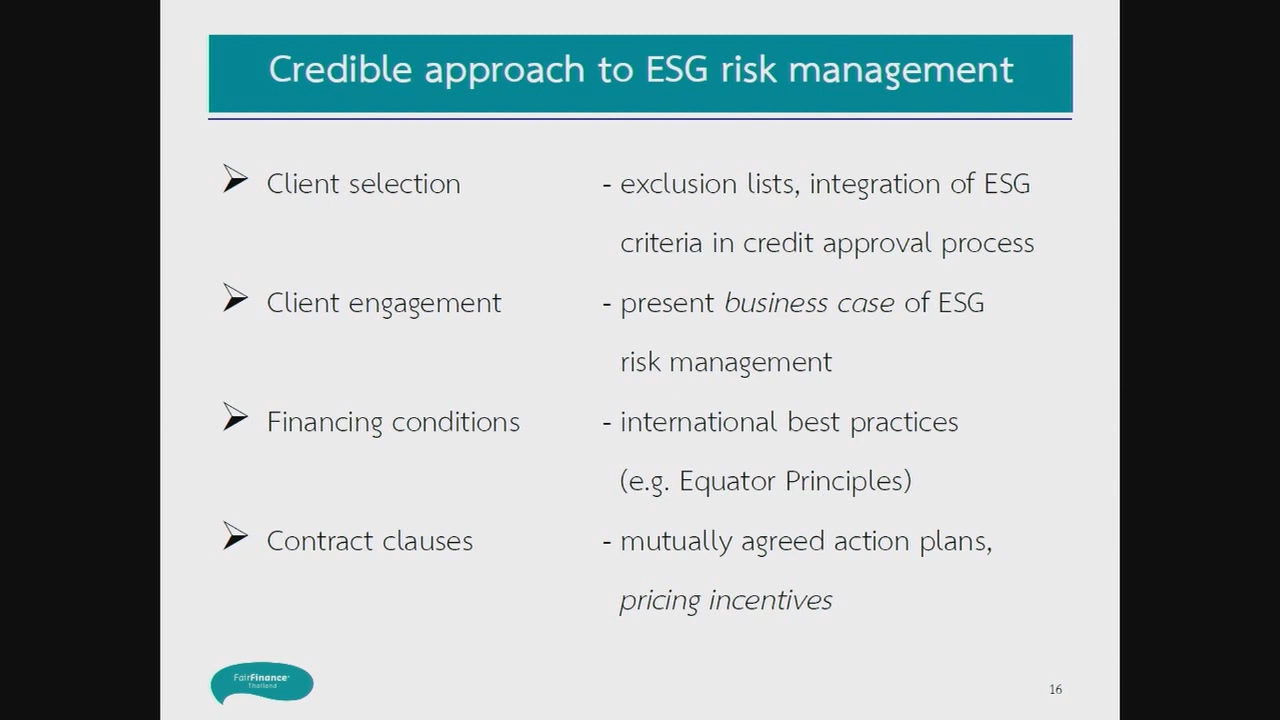 Credible approach to ESG risk management
Client selection - exclusion lists, integration of ESG
criteria in credit approval process
Client engagement - present business case of ESG
risk management
Financing conditions - international best practices
(e.g. Equator Principles)
Contract clauses - mutually agreed action plans,
pricing incentives
FairFinance
Thailand
16